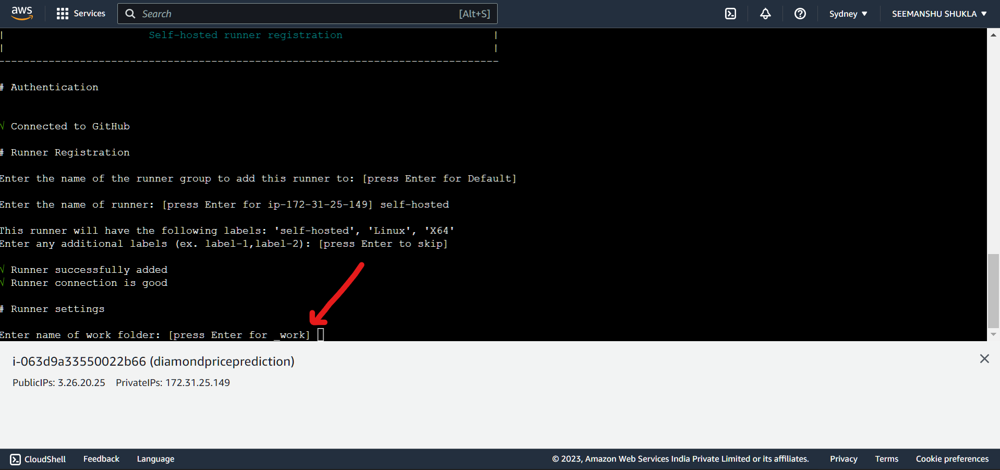 aws Services Search [Alt+S] Sydney ▼ SEEMANSHU SHUKLA ▼
| Self-hosted runner registration |
| |
--------------------------------------------------------------------------------
# Authentication
√ Connected to GitHub
# Runner Registration
Enter the name of the runner group to add this runner to: [press Enter for Default]
Enter the name of runner: [press Enter for ip-172-31-25-149] self-hosted
This runner will have the following labels: 'self-hosted', 'Linux', 'X64'
Enter any additional labels (ex. label-1,label-2): [press Enter to skip]
√ Runner successfully added
√ Runner connection is good
# Runner settings
Enter name of work folder: [press Enter for _work]
i-063d9a33550022b66 (diamondpriceprediction)
PublicIPs: 3.26.20.25 PrivateIPs: 172.31.25.149
CloudShell Feedback Language © 2023, Amazon Web Services India Private Limited or its affiliates. Privacy Terms Cookie preferences